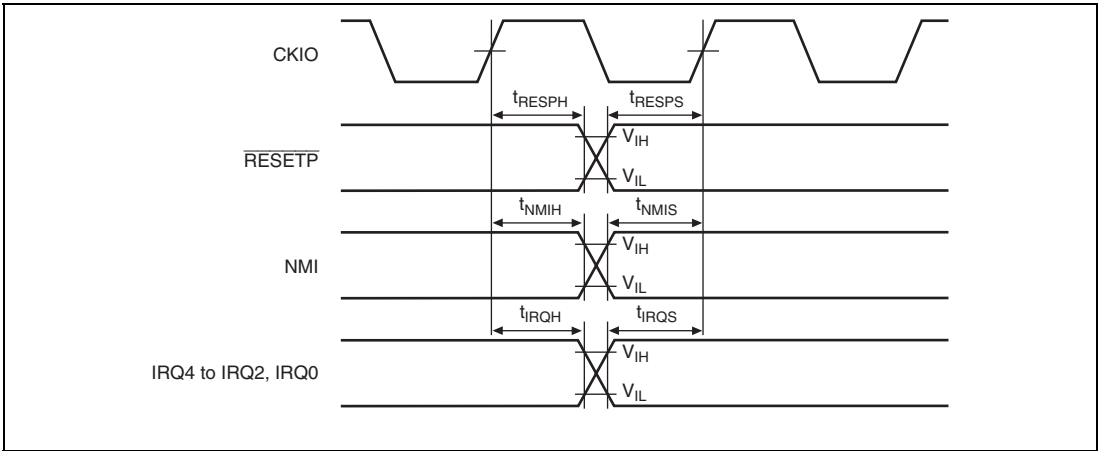 CKIO
tRESPH tRESPS
VIH
RESETP
VIL
tNMIH tNMIS
VIH
NMI
VIL
tIRQH tIRQS
VIH
IRQ4 to IRQ2, IRQ0
VIL